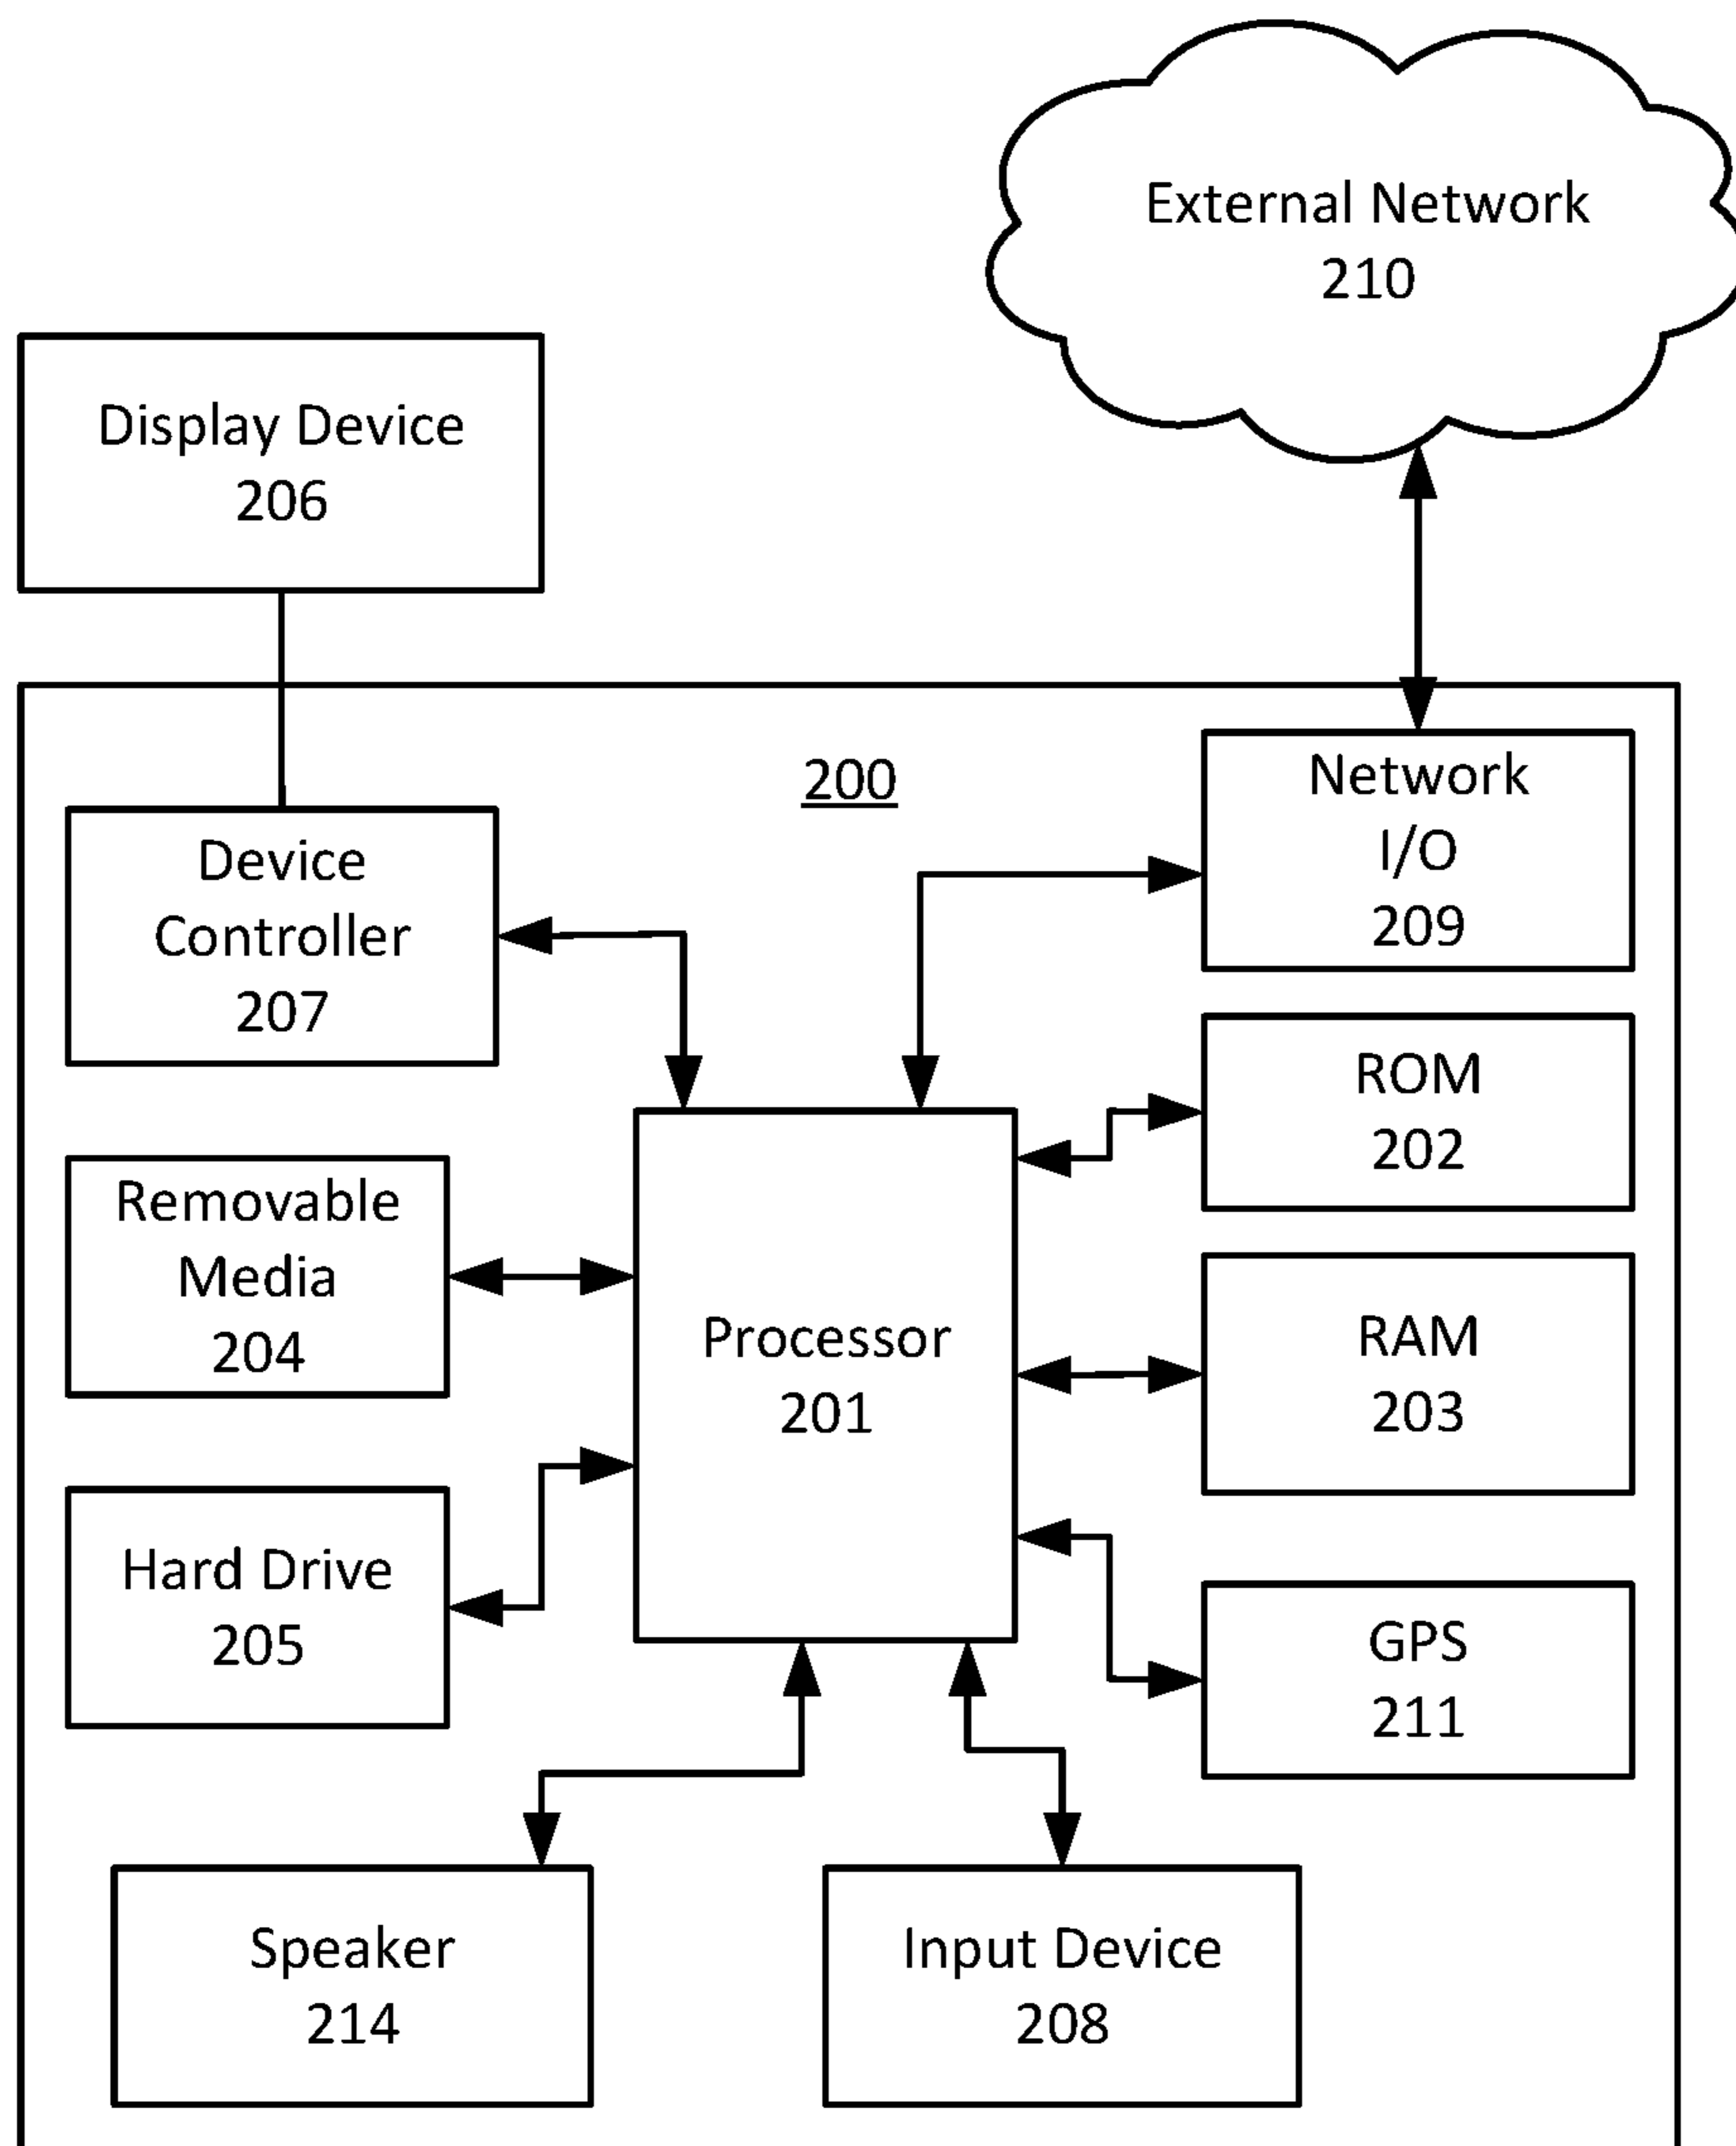 External Network
210
Display Device
206
200
Network
I/O
209
Device
Controller
207
ROM
202
Removable
Media
204
Processor
201
RAM
203
Hard Drive
205
GPS
211
Speaker
214
Input Device
208